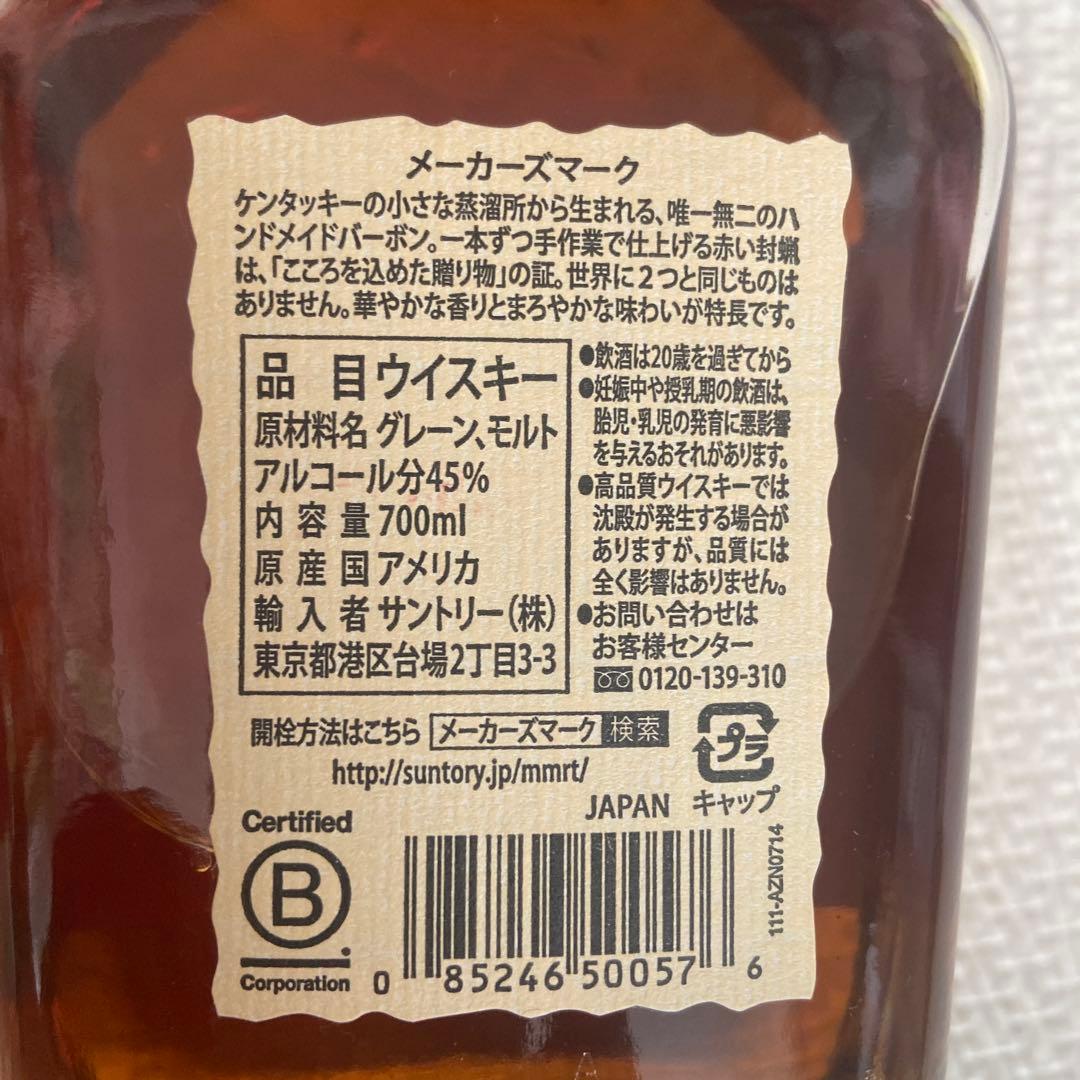 メーカーズマーク
ケンタッキーの小さな蒸溜所から生まれる、唯一無二のハ
ンドメイドバーボン。一本ずつ手作業で仕上げる赤い封蝋
は、「こころを込めた贈り物」の証。世界に2つと同じものは
ありません。華やかな香りとまろやかな味わいが特長です。
品 目 ウイスキー
原材料名 グレーン、モルト
アルコール分45%
内容量 700ml
原産国 アメリカ
輸入者 サントリー(株)
東京都港区台場2丁目3-3
●飲酒は20歳を過ぎてから
●妊娠中や授乳期の飲酒は、
胎児・乳児の発育に悪影響
を与えるおそれがあります。
●高品質ウイスキーでは
沈殿が発生する場合が
ありますが、品質には
全く影響はありません。
●お問い合わせは
お客様センター
0120-139-310
開栓方法はこちら メーカーズマーク 検索
http://suntory.jp/mmrt/
プラ
JAPAN キャップ
Certified
B
Corporation
0 85246 50057 6
111-AZN0714